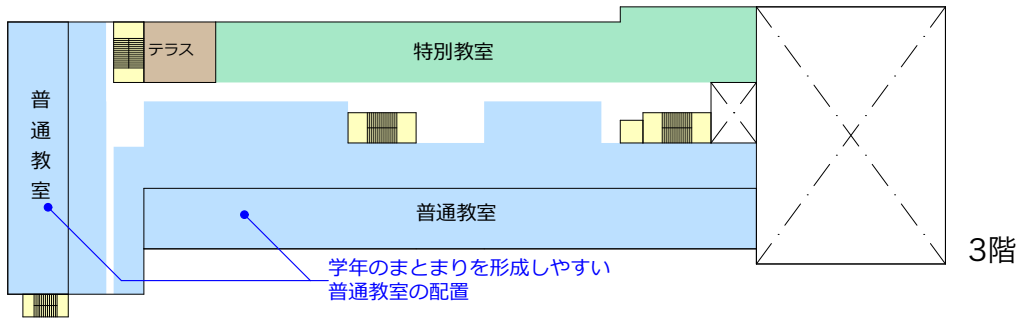 テラス
特別教室
普通教室
普通教室
3階
学年のまとまりを形成しやすい
普通教室の配置